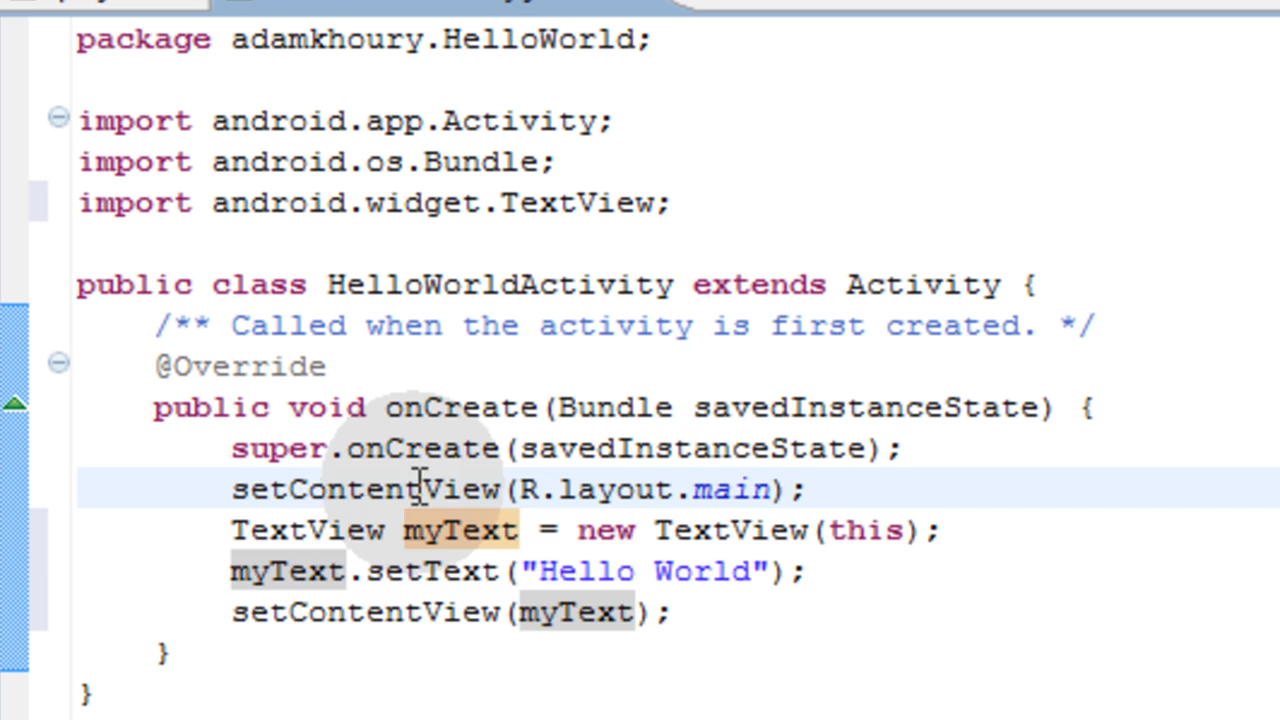 package adamkhoury.HelloWorld;
import android.app.Activity;
import android.os.Bundle;
import android.widget.TextView;
public class HelloWorldActivity extends Activity {
/** Called when the activity is first created. */
@Override
public void onCreate(Bundle savedInstanceState) {
super.onCreate(savedInstanceState);
setContentView(R.layout.main);
TextView myText = new TextView(this);
myText.setText("Hello World");
setContentView(myText);
}
}